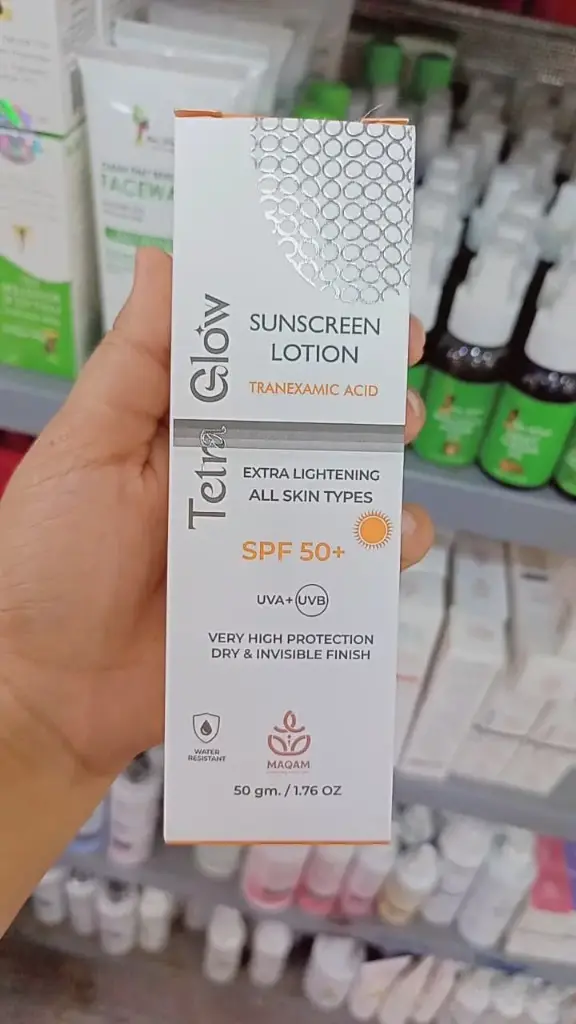 Tetra Glow
SUNSCREEN
LOTION
TRANEXAMIC ACID
EXTRA LIGHTENING
ALL SKIN TYPES
SPF 50+
UVA+UVB
VERY HIGH PROTECTION
DRY & INVISIBLE FINISH
WATER
RESISTANT
MAQAM
50 gm. / 1.76 OZ